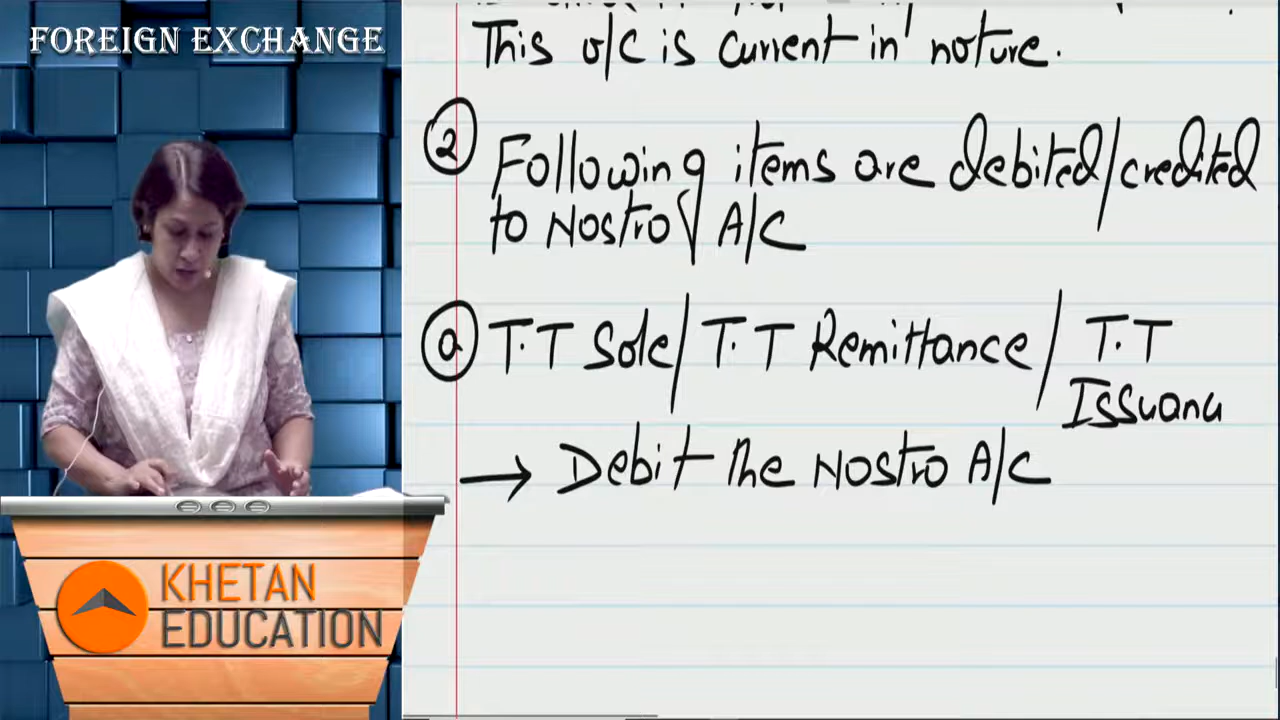 FOREIGN EXCHANGE
This a/c is current in nature.
② Following items are debited/credited
to Nostro A/C
ⓐ T.T Sale/T.T Remittance/T.T
Issuanc
→ Debit the Nostro A/C
KHETAN
EDUCATION